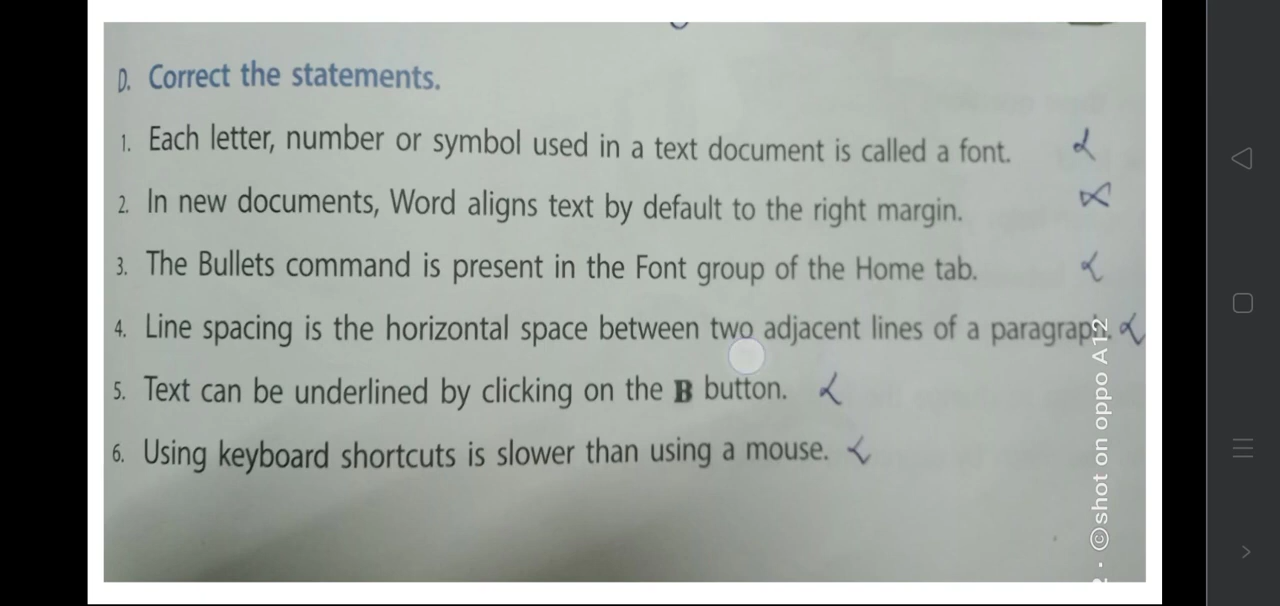 D. Correct the statements.
1. Each letter, number or symbol used in a text document is called a font.
2. In new documents, Word aligns text by default to the right margin.
3. The Bullets command is present in the Font group of the Home tab.
4. Line spacing is the horizontal space between two adjacent lines of a paragraph.
5. Text can be underlined by clicking on the B button.
6. Using keyboard shortcuts is slower than using a mouse.
©shot on oppo A12